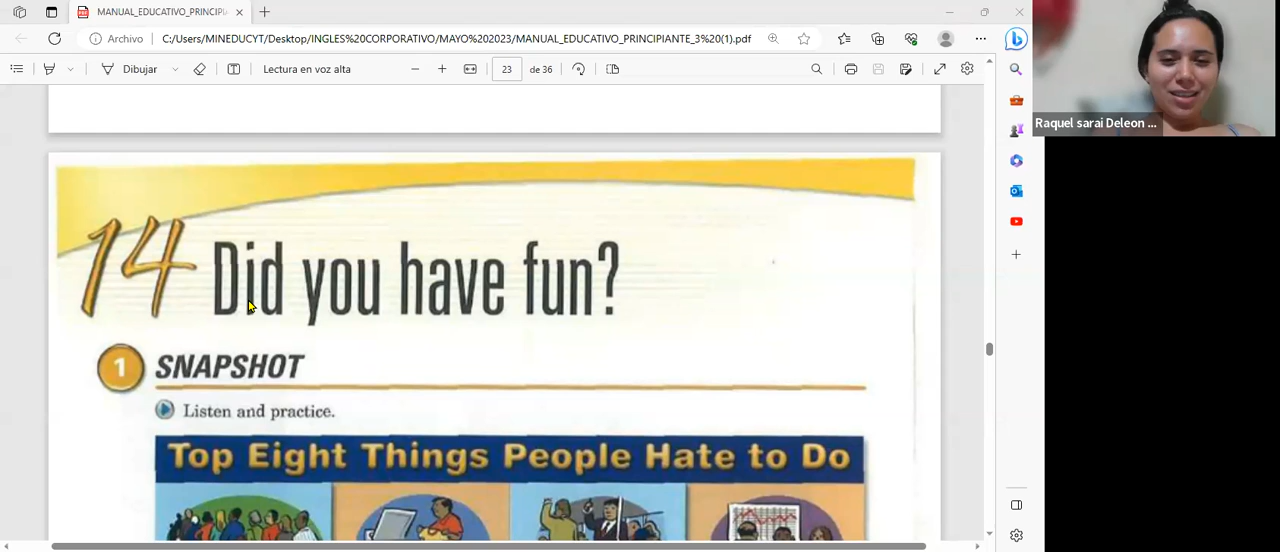 MANUAL_EDUCATIVO_PRINCIPI
Archivo
C:/Users/MINEDUCYT/Desktop/INGLES%20CORPORATIVO/MAYO%202023/MANUAL_EDUCATIVO_PRINCIPIANTE_3%20(1).pdf
Dibujar
Lectura en voz alta
23 de 36
Raquel sarai Deleon ...
14 Did you have fun?
1 SNAPSHOT
Listen and practice.
Top Eight Things People Hate to Do